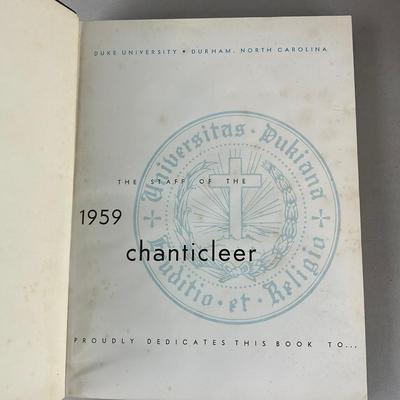 DUKE UNIVERSITY • DURHAM, NORTH CAROLINA
Universitas · Dukiana
THE STAFF OF THE
1959
chanticleer
Eruditio · et · Religio
PROUDLY DEDICATES THIS BOOK TO...